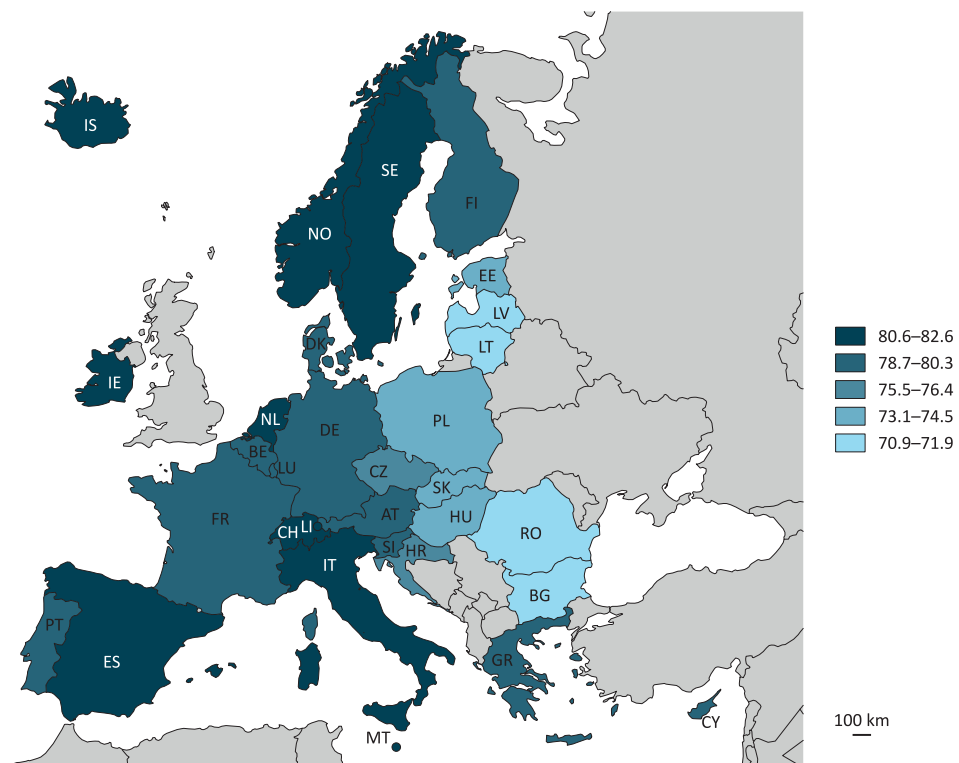 IS
SE
FI
NO
EE
LV
DK
LT
IE
NL
PL
DE
BE
LU
CZ
SK
FR
AT
HU
CH
LI
RO
SI
HR
IT
BG
PT
ES
GR
CY
MT
80.6–82.6
78.7–80.3
75.5–76.4
73.1–74.5
70.9–71.9
100 km